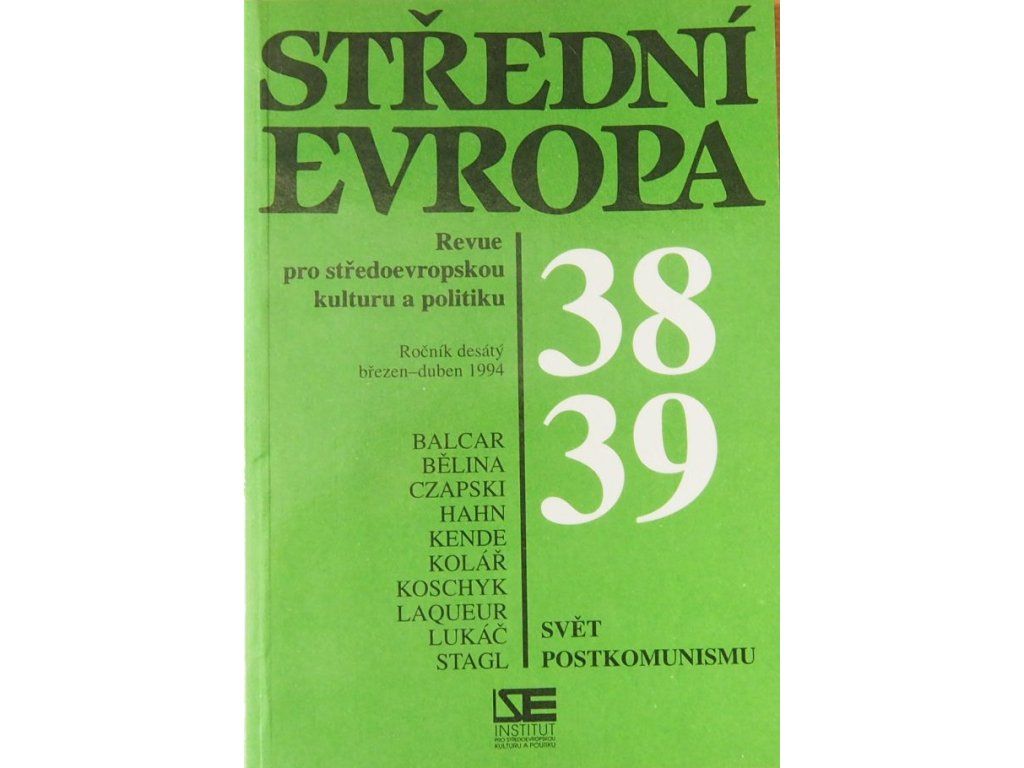 STŘEDNÍ
EVROPA
Revue
pro středoevropskou
kulturu a politiku
Ročník desátý
březen–duben 1994
38
39
BALCAR
BĚLINA
CZAPSKI
HAHN
KENDE
KOLÁŘ
KOSCHYK
LAQUEUR
LUKÁČ
STAGL
SVĚT
POSTKOMUNISMU
ISE
INSTITUT
PRO STŘEDOEVROPSKOU
KULTURU A POLITIKU